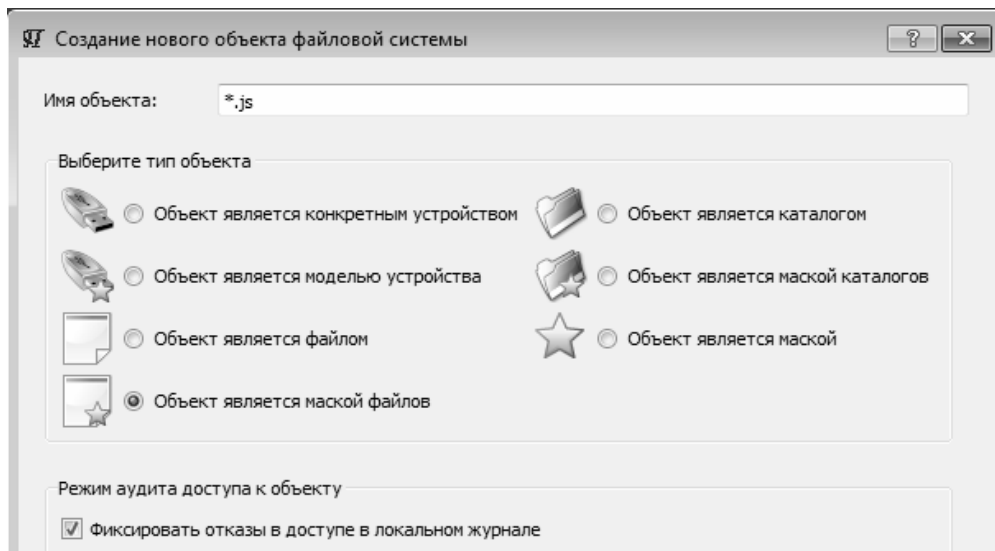 Создание нового объекта файловой системы
Имя объекта: *.js
Выберите тип объекта
Объект является конкретным устройством Объект является каталогом
Объект является моделью устройства Объект является маской каталогов
Объект является файлом Объект является маской
Объект является маской файлов
Режим аудита доступа к объекту
Фиксировать отказы в доступе в локальном журнале